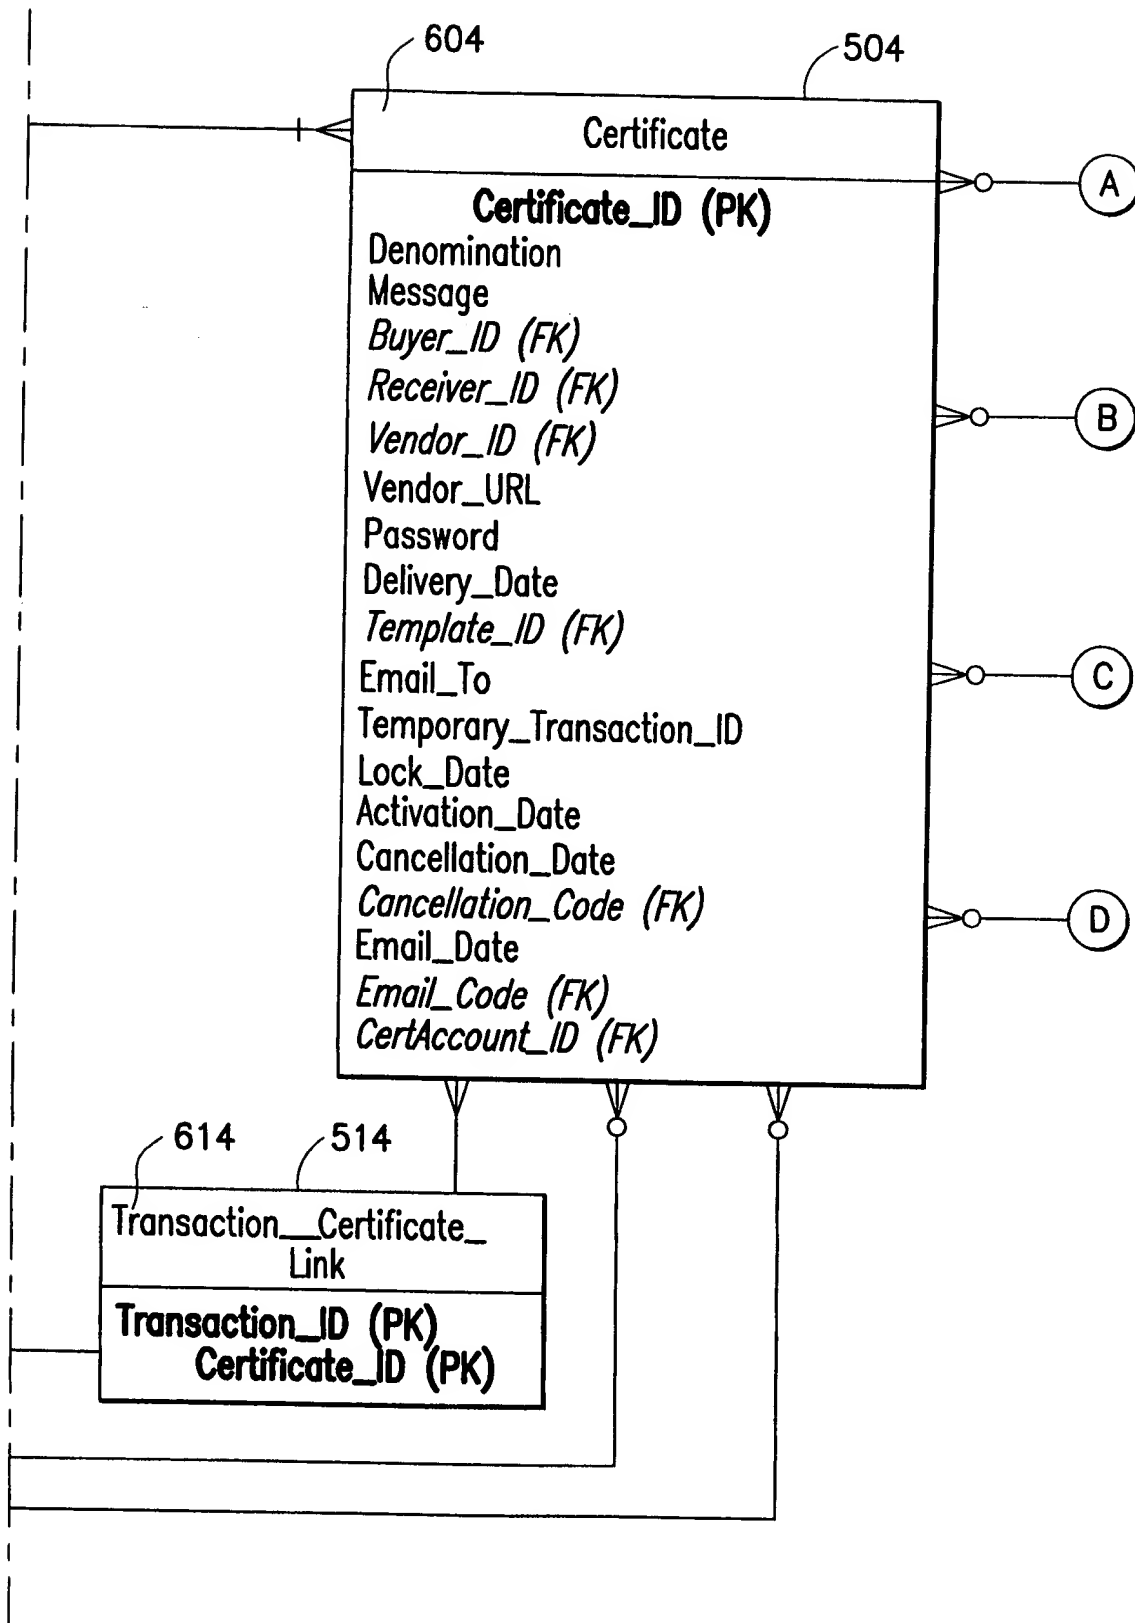 604
504
Certificate
A
Certificate_ID (PK)
Denomination
Message
Buyer_ID (FK)
Receiver_ID (FK)
B
Vendor_ID (FK)
Vendor_URL
Password
Delivery_Date
Template_ID (FK)
Email_To
C
Temporary_Transaction_ID
Lock_Date
Activation_Date
Cancellation_Date
Cancellation_Code (FK)
D
Email_Date
Email_Code (FK)
CertAccount_ID (FK)
614
514
Transaction__Certificate_
Link
Transaction_ID (PK)
Certificate_ID (PK)